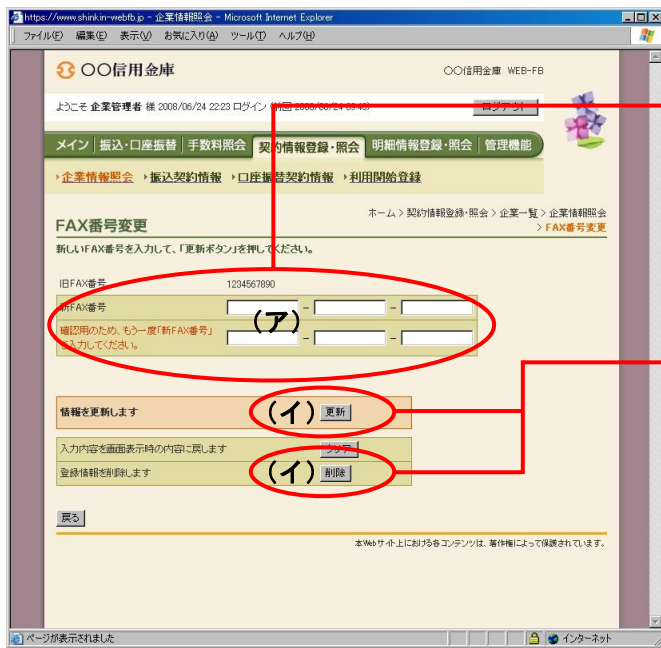 https://www.shinkin-webfb.jp - 企業情報照会 - Microsoft Internet Explorer
ファイル(F) 編集(E) 表示(V) お気に入り(A) ツール(T) ヘルプ(H)
〇〇信用金庫
〇〇信用金庫 WEB-FB
ようこそ 企業管理者 様 2008/06/24 22:23 ログイン
ログアウト
メイン 振込・口座振替 手数料照会 契約情報登録・照会 明細情報登録・照会 管理機能
企業情報照会 振込契約情報 口座振替契約情報 利用開始登録
ホーム > 契約情報登録・照会 > 企業一覧 > 企業情報照会
> FAX番号変更
FAX番号変更
新しいFAX番号を入力して、「更新ボタン」を押してください。
旧FAX番号 1234567890
新FAX番号 - -
(ア)
確認用のため、もう一度「新FAX番号」 - -
を入力してください。
情報を更新します (イ) 更新
入力内容を画面表示時の内容に戻します クリア
登録情報を削除します (イ) 削除
戻る
本Webサイト上における各コンテンツは、著作権によって保護されています。
ページが表示されました インターネット